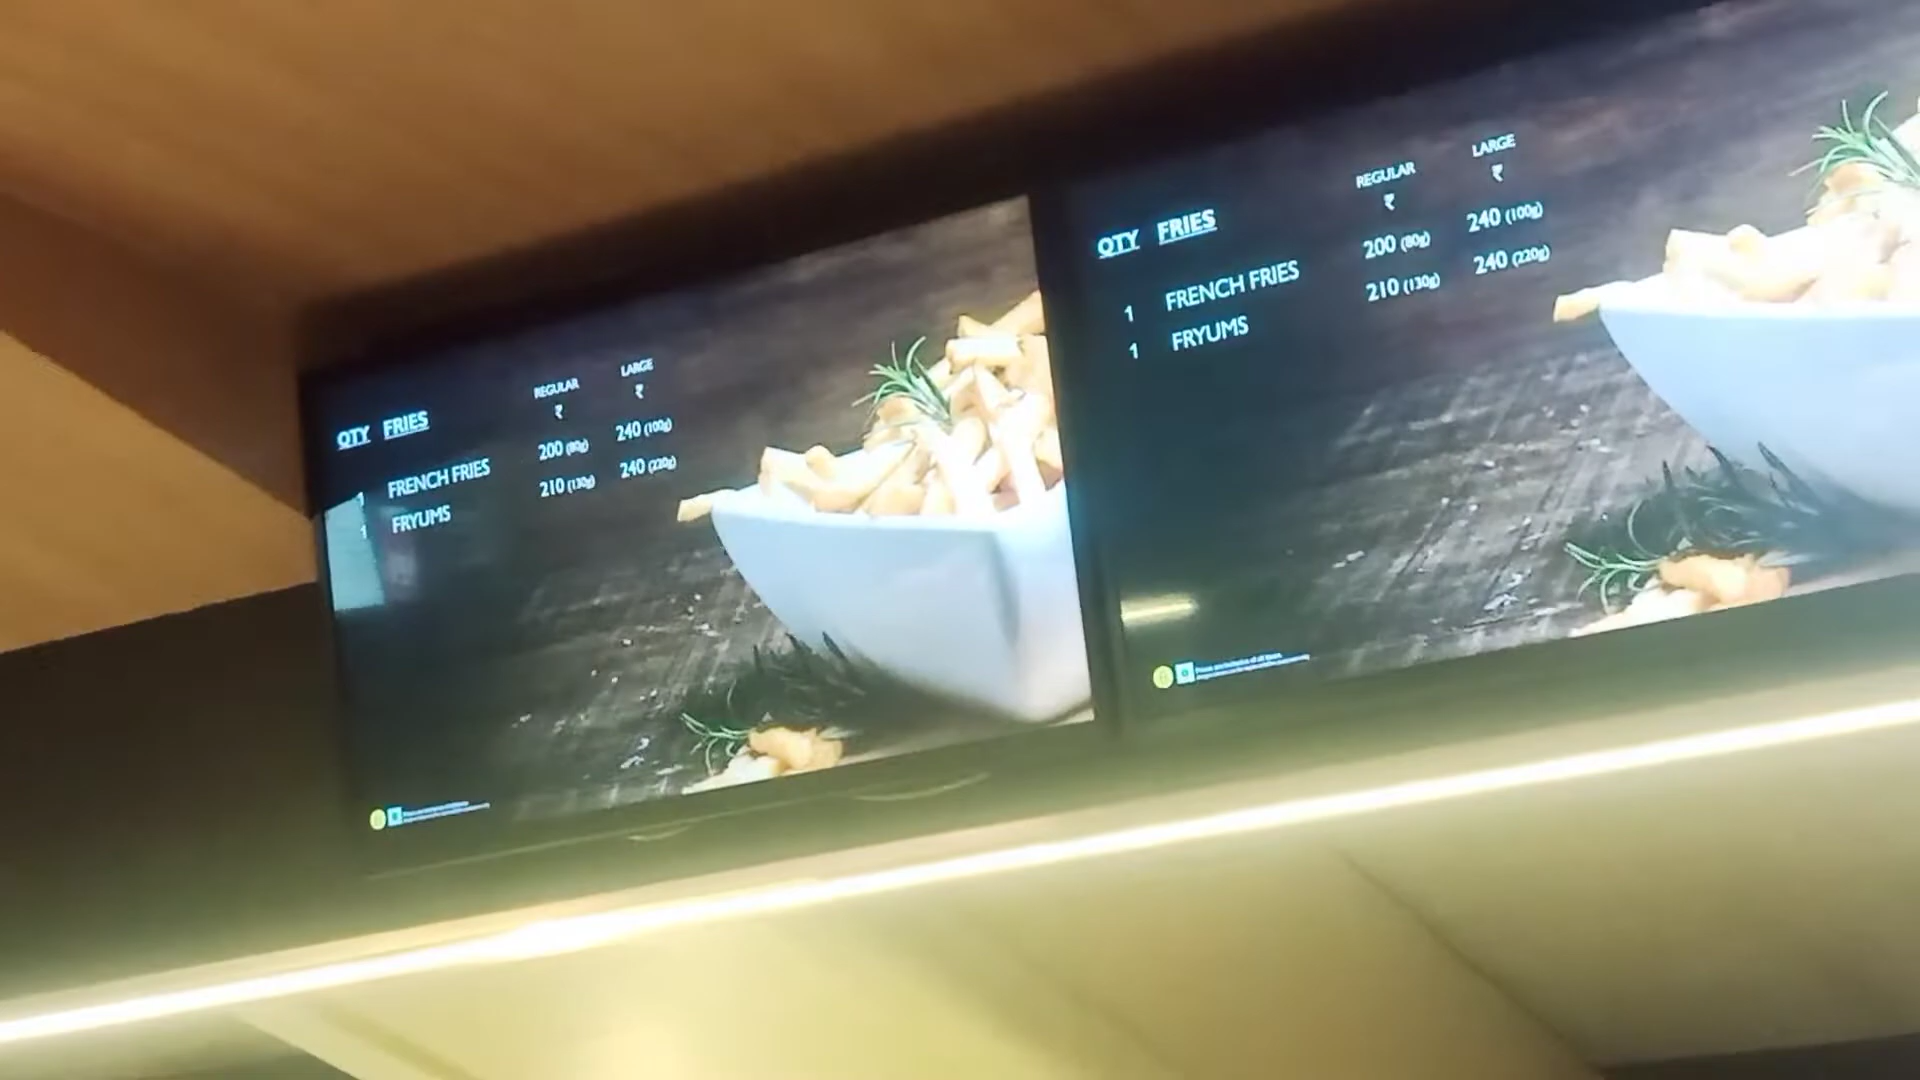 QTY FRIES REGULAR LARGE
₹ ₹
1 FRENCH FRIES 200 (80g) 240 (100g)
1 FRYUMS 210 (130g) 240 (220g)
QTY FRIES REGULAR LARGE
₹ ₹
1 FRENCH FRIES 200 (80g) 240 (100g)
1 FRYUMS 210 (130g) 240 (220g)